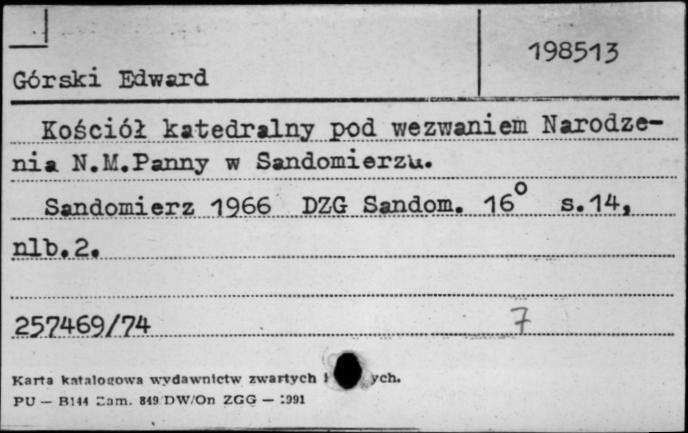 198513
Górski Edward
Kościół katedralny pod wezwaniem Narodze-
nia N.M.Panny w Sandomierzu.
Sandomierz 1966 DZG Sandom. 16° s.14,
nlb.2.
257469/74 7
Karta katalogowa wydawnictw zwartych
PU — B144 Zam. 849/DW/On ZGG —